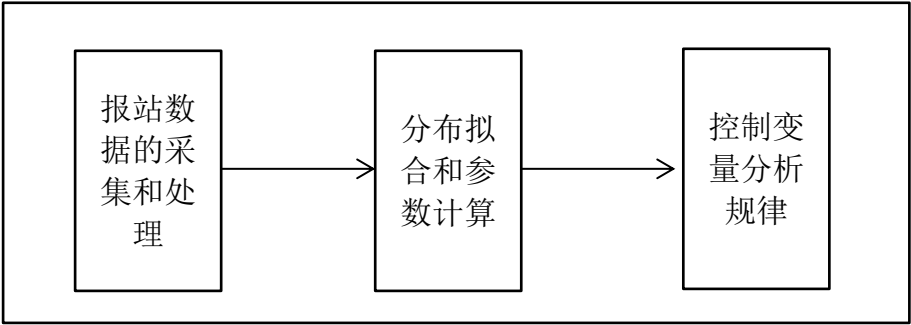 报站数
据的采
集和处
理
分布拟
合和参
数计算
控制变
量分析
规律